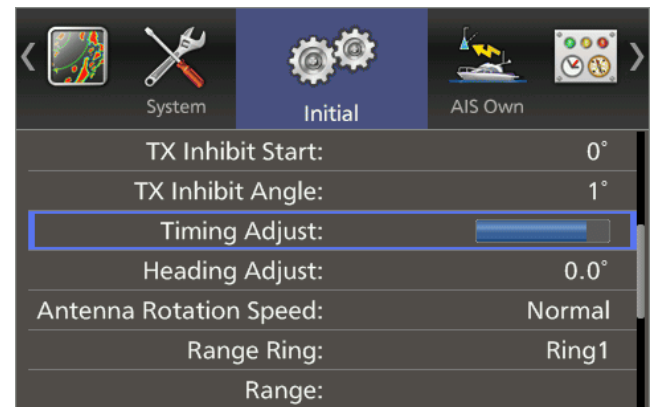 System
Initial
AIS Own
TX Inhibit Start: 0°
TX Inhibit Angle: 1°
Timing Adjust:
Heading Adjust: 0.0°
Antenna Rotation Speed: Normal
Range Ring: Ring1
Range: